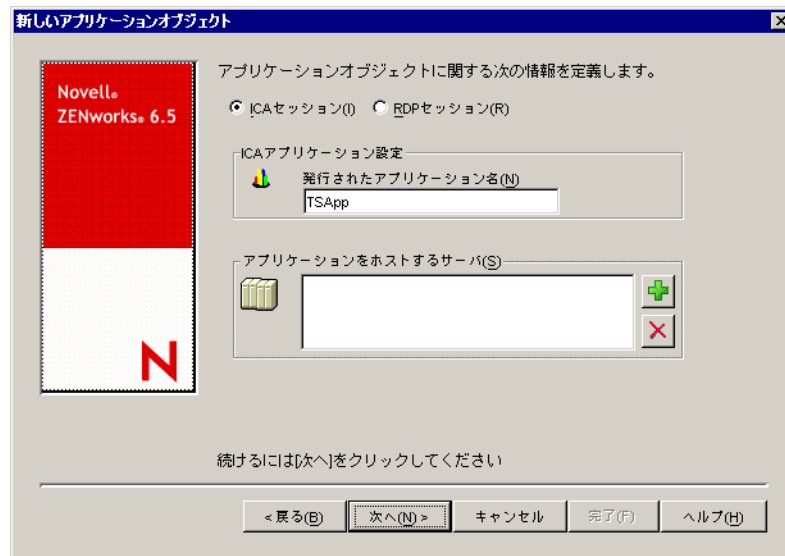 新しいアプリケーションオブジェクト
Novell®
ZENworks® 6.5
アプリケーションオブジェクトに関する次の情報を定義します。
ICAセッション(I) RDPセッション(R)
ICAアプリケーション設定
発行されたアプリケーション名(N)
TSApp
アプリケーションをホストするサーバ(S)
N
続けるには[次へ]をクリックしてください
<戻る(B) 次へ(N)> キャンセル 完了(F) ヘルプ(H)